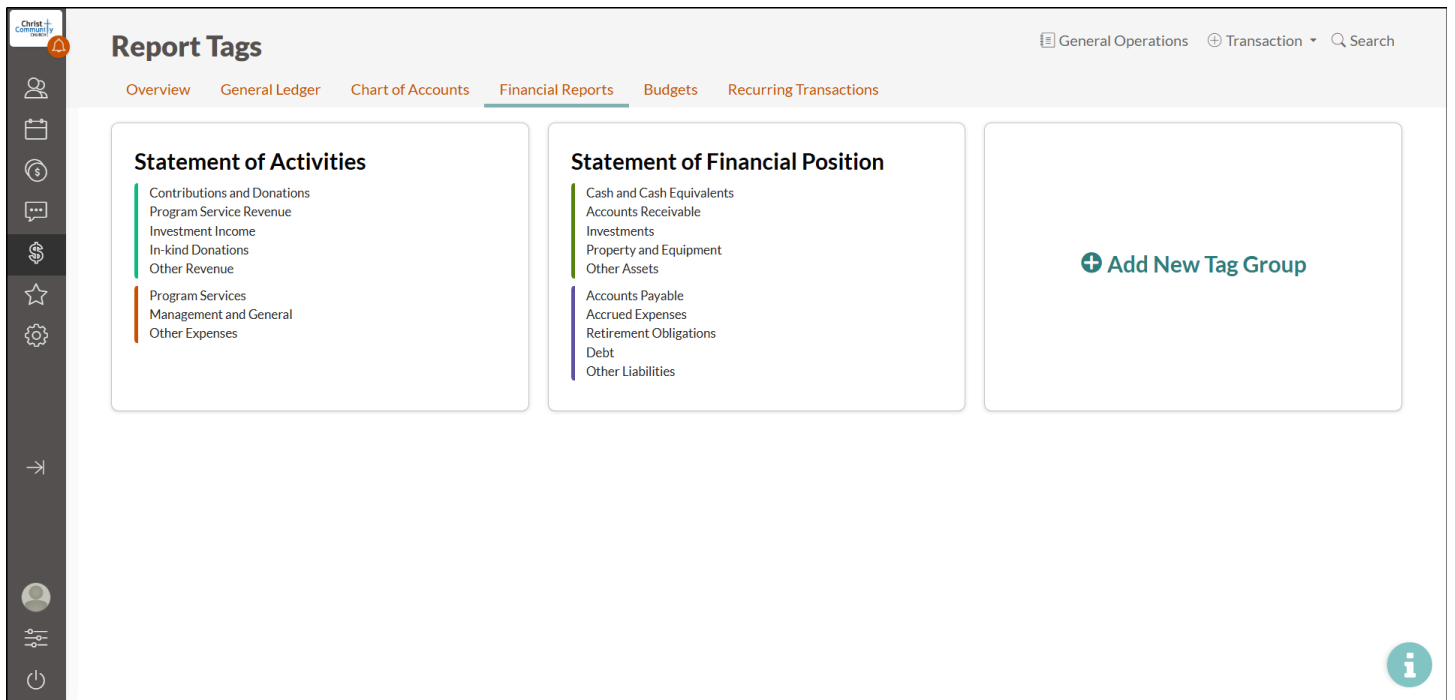 Christ
Community
CHURCH
Report Tags
General Operations
Transaction
Search
Overview
General Ledger
Chart of Accounts
Financial Reports
Budgets
Recurring Transactions
Statement of Activities
Contributions and Donations
Program Service Revenue
Investment Income
In-kind Donations
Other Revenue
Program Services
Management and General
Other Expenses
Statement of Financial Position
Cash and Cash Equivalents
Accounts Receivable
Investments
Property and Equipment
Other Assets
Accounts Payable
Accrued Expenses
Retirement Obligations
Debt
Other Liabilities
Add New Tag Group